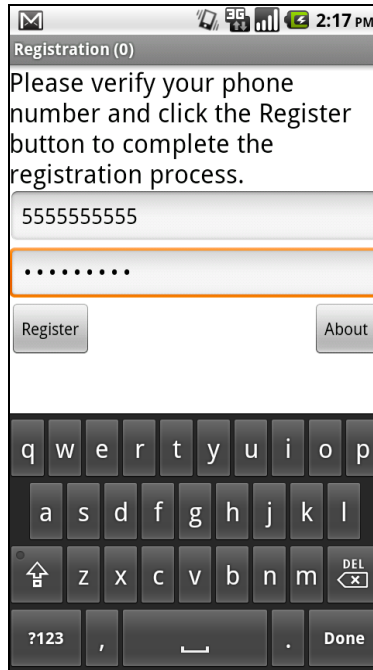 3G 2:17 PM
Registration (0)
Please verify your phone
number and click the Register
button to complete the
registration process.
5555555555
•••••••••
Register About
q w e r t y u i o p
a s d f g h j k l
z x c v b n m DEL
?123 , . Done